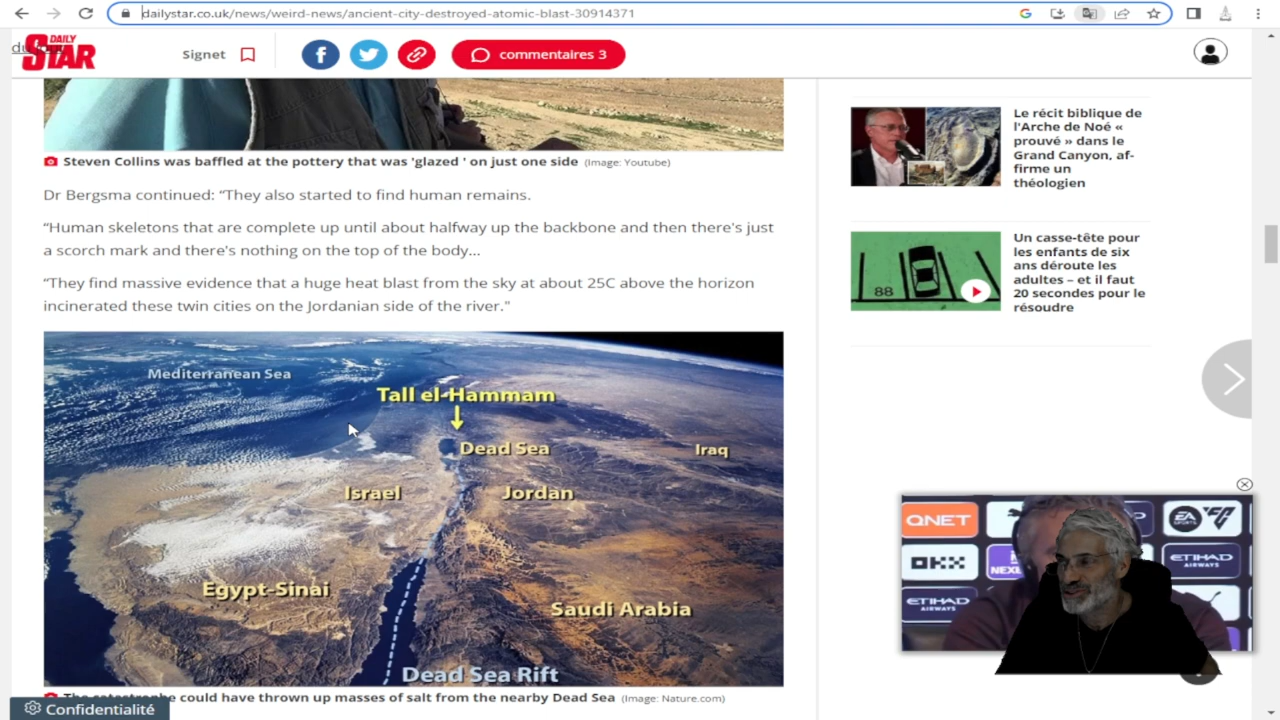 dailystar.co.uk/news/weird-news/ancient-city-destroyed-atomic-blast-30914371
DAILY
STAR
Signet
commentaires 3
Steven Collins was baffled at the pottery that was 'glazed ' on just one side (Image: Youtube)
Dr Bergsma continued: “They also started to find human remains.
“Human skeletons that are complete up until about halfway up the backbone and then there's just
a scorch mark and there's nothing on the top of the body...
“They find massive evidence that a huge heat blast from the sky at about 25C above the horizon
incinerated these twin cities on the Jordanian side of the river."
Mediterranean Sea
Tall el-Hammam
Dead Sea
Iraq
Israel
Jordan
Egypt-Sinai
Saudi Arabia
Dead Sea Rift
could have thrown up masses of salt from the nearby Dead Sea (Image: Nature.com)
Confidentialité
Le récit biblique de
l'Arche de Noé «
prouvé » dans le
Grand Canyon, af-
firme un
théologien
Un casse-tête pour
les enfants de six
ans déroute les
adultes – et il faut
20 secondes pour le
résoudre
88
QNET
EA
SPORTS
OKX
NEX
ETIHAD
AIRWAYS
ETIHAD
AIRWAYS